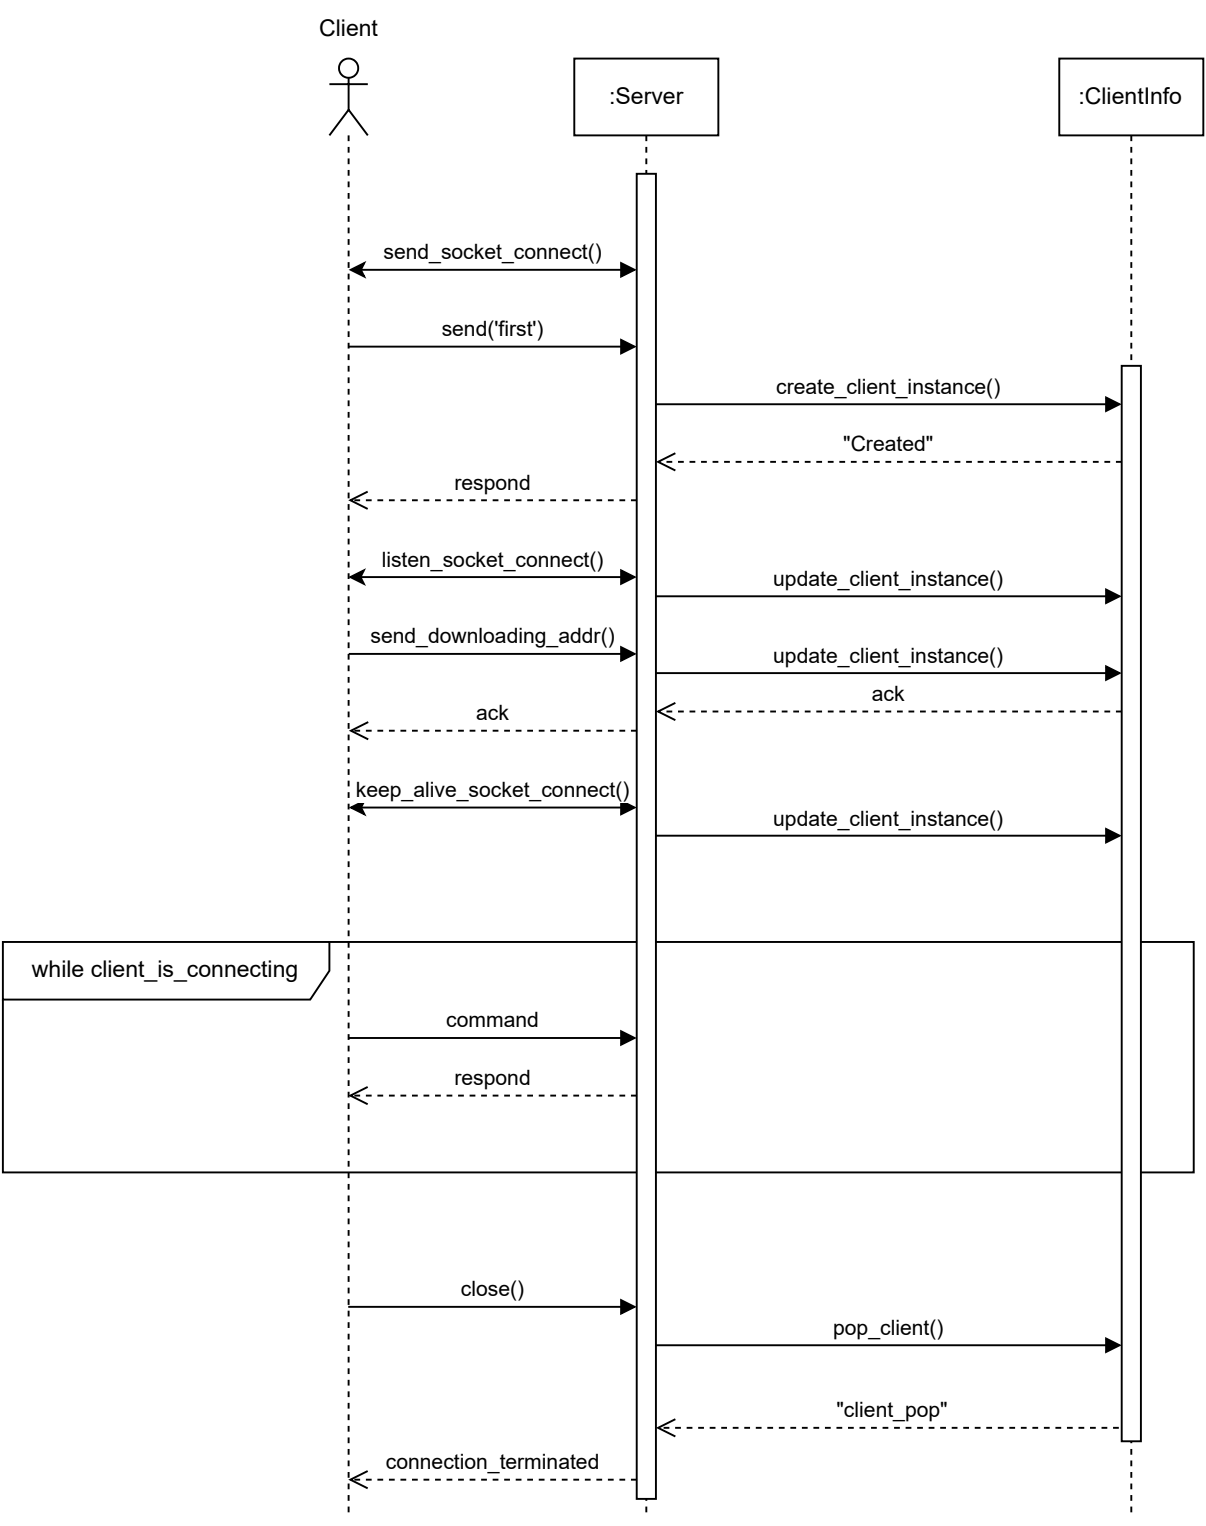 Client
:Server
:ClientInfo
send_socket_connect()
send('first')
create_client_instance()
"Created"
respond
listen_socket_connect()
update_client_instance()
send_downloading_addr()
update_client_instance()
ack
ack
keep_alive_socket_connect()
update_client_instance()
while client_is_connecting
command
respond
close()
pop_client()
"client_pop"
connection_terminated